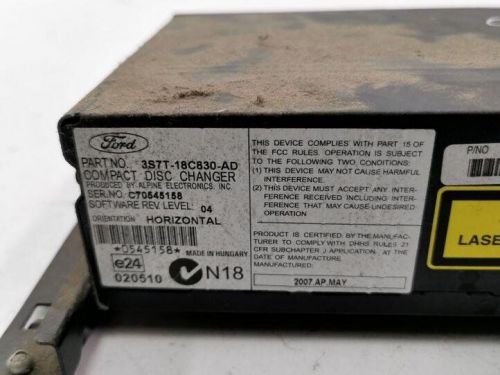 Ford
PART NO. 3S7T-18C830-AD
COMPACT DISC CHANGER
PRODUCED BY ALPINE ELECTRONICS, INC.
SER.NO. C70545158
SOFTWARE REV.LEVEL: 04
ORIENTATION HORIZONTAL
*0545158*
MADE IN HUNGARY
e24
020510
N18
THIS DEVICE COMPLIES WITH PART 15 OF
THE FCC RULES. OPERATION IS SUBJECT TO
THE FOLLOWING TWO CONDITIONS:
(1) THIS DEVICE MAY NOT CAUSE HARMFUL
INTERFERENCE.
(2) THIS DEVICE MUST ACCEPT ANY INTER-
FERENCE RECEIVED INCLUDING INTER-
FERENCE THAT MAY CAUSE UNDESIRED
OPERATION
PRODUCT IS CERTIFIED BY THE MANUFAC-
TURER TO COMPLY WITH DHHS RULES 21
CFR SUBCHAPTER J APPLICATION, AT THE
DATE OF MANUFACTURE
MANUFACTURED:
2007.AP.MAY
P/NO
LASE